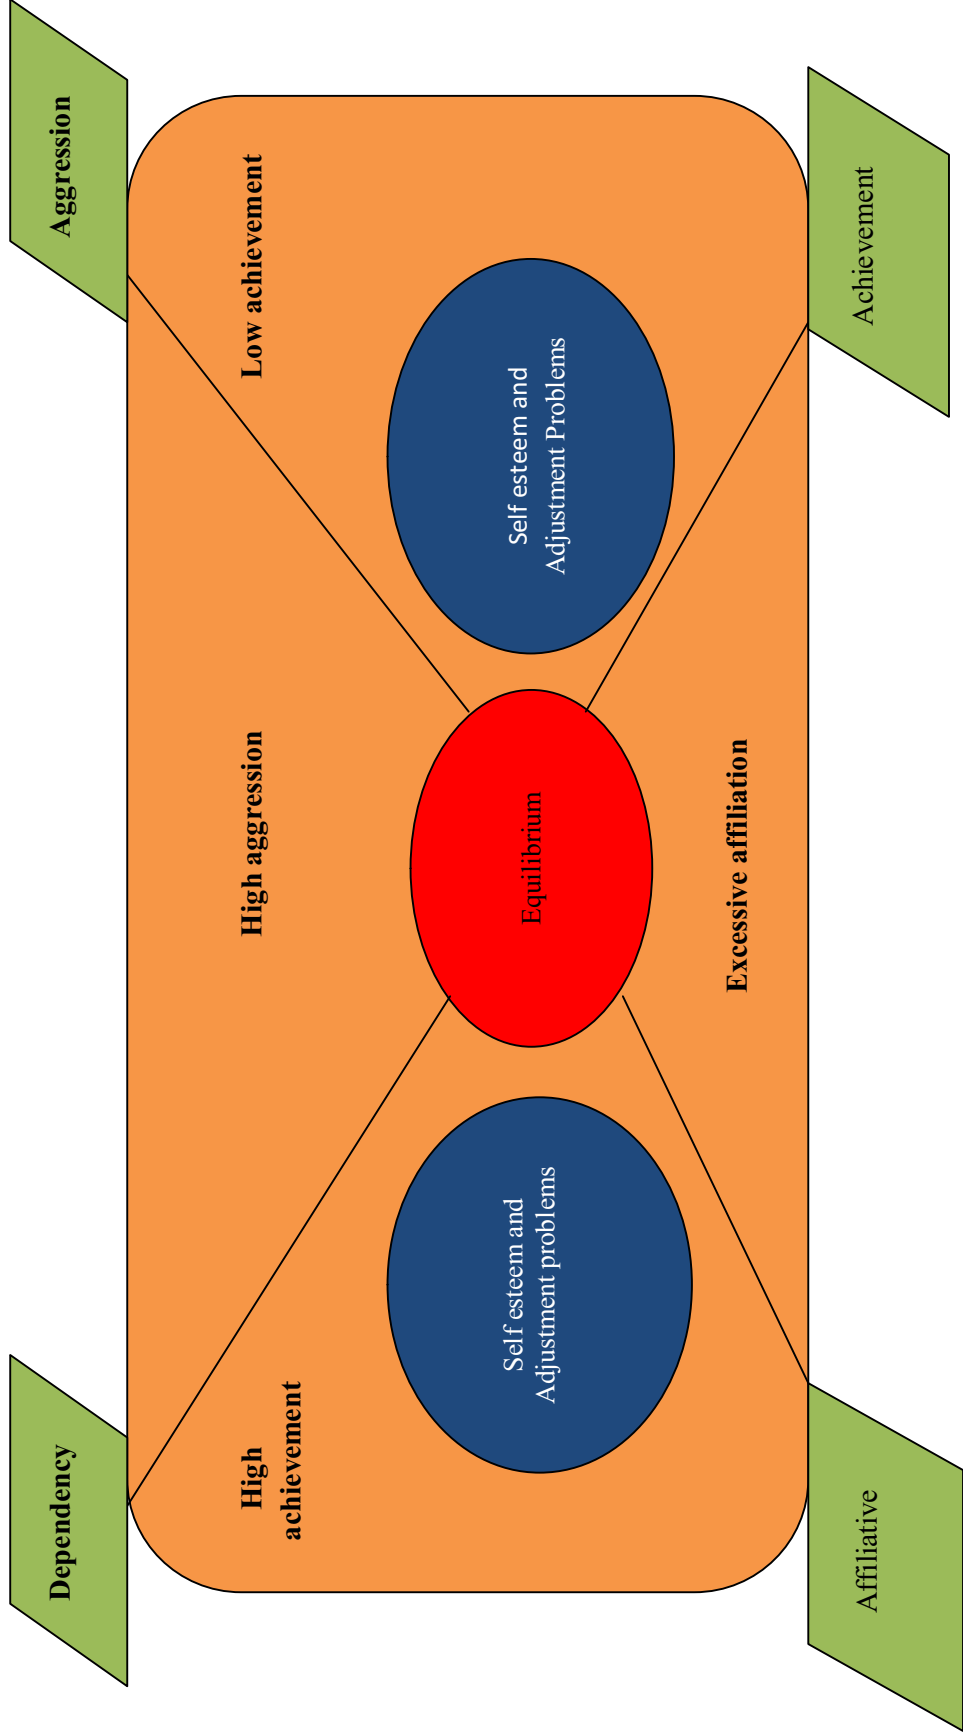 Dependency
Aggression
High
achievement
High aggression
Low achievement
Self esteem and
Adjustment problems
Equilibrium
Self esteem and
Adjustment Problems
Excessive affiliation
Affiliative
Achievement